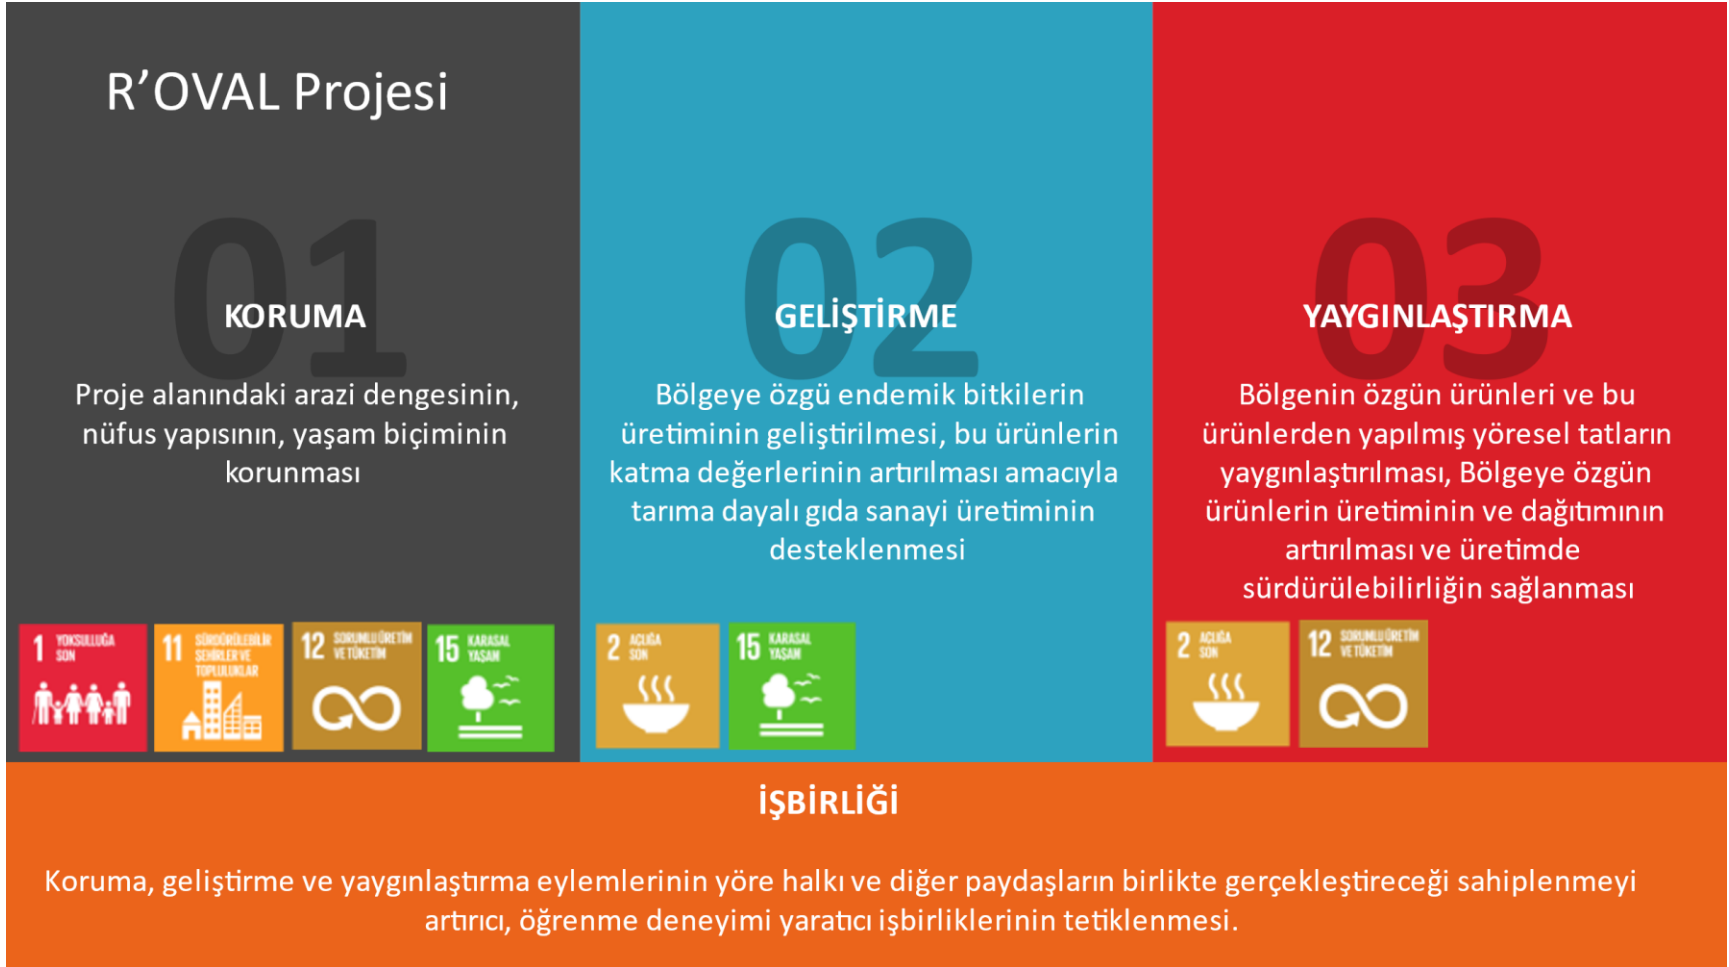 R’OVAL Projesi
01
KORUMA
Proje alanındaki arazi dengesinin,
nüfus yapısının, yaşam biçiminin
korunması
1 YOKSULLUĞA
SON
11 SÜRDÜRÜLEBİLİR
ŞEHİRLER VE
TOPLULUKLAR
12 SORUMLU ÜRETİM
VE TÜKETİM
15 KARASAL
YAŞAM
02
GELİŞTİRME
Bölgeye özgü endemik bitkilerin
üretiminin geliştirilmesi, bu ürünlerin
katma değerlerinin artırılması amacıyla
tarıma dayalı gıda sanayi üretiminin
desteklenmesi
2 AÇLIĞA
SON
15 KARASAL
YAŞAM
03
YAYGINLAŞTIRMA
Bölgenin özgün ürünleri ve bu
ürünlerden yapılmış yöresel tatların
yaygınlaştırılması, Bölgeye özgün
ürünlerin üretiminin ve dağıtımının
artırılması ve üretimde
sürdürülebilirliğin sağlanması
2 AÇLIĞA
SON
12 SORUMLU ÜRETİM
VE TÜKETİM
İŞBİRLİĞİ
Koruma, geliştirme ve yaygınlaştırma eylemlerinin yöre halkı ve diğer paydaşların birlikte gerçekleştireceği sahiplenmeyi
artırıcı, öğrenme deneyimi yaratıcı işbirliklerinin tetiklenmesi.